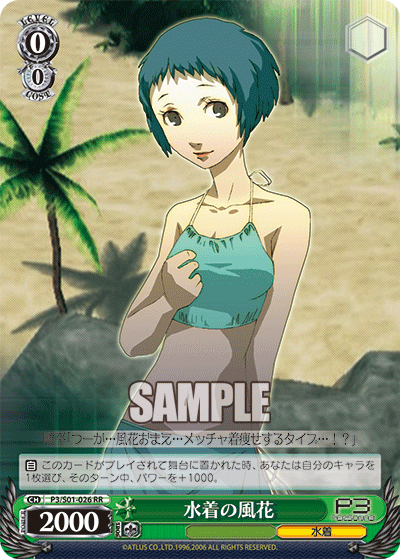 LEVEL
0
0
COST
SAMPLE
順平「つーか…風花おまえ…メッチャ着痩せするタイプ…！？」
このカードがプレイされて舞台に置かれた時、あなたは自分のキャラを
1枚選び、そのターン中、パワーを+1000。
CH P3/S01-026 RR
2000
水着の風花
P3
水着
©ATLUS CO.,LTD.1996,2006 ALL RIGHTS RESERVED.